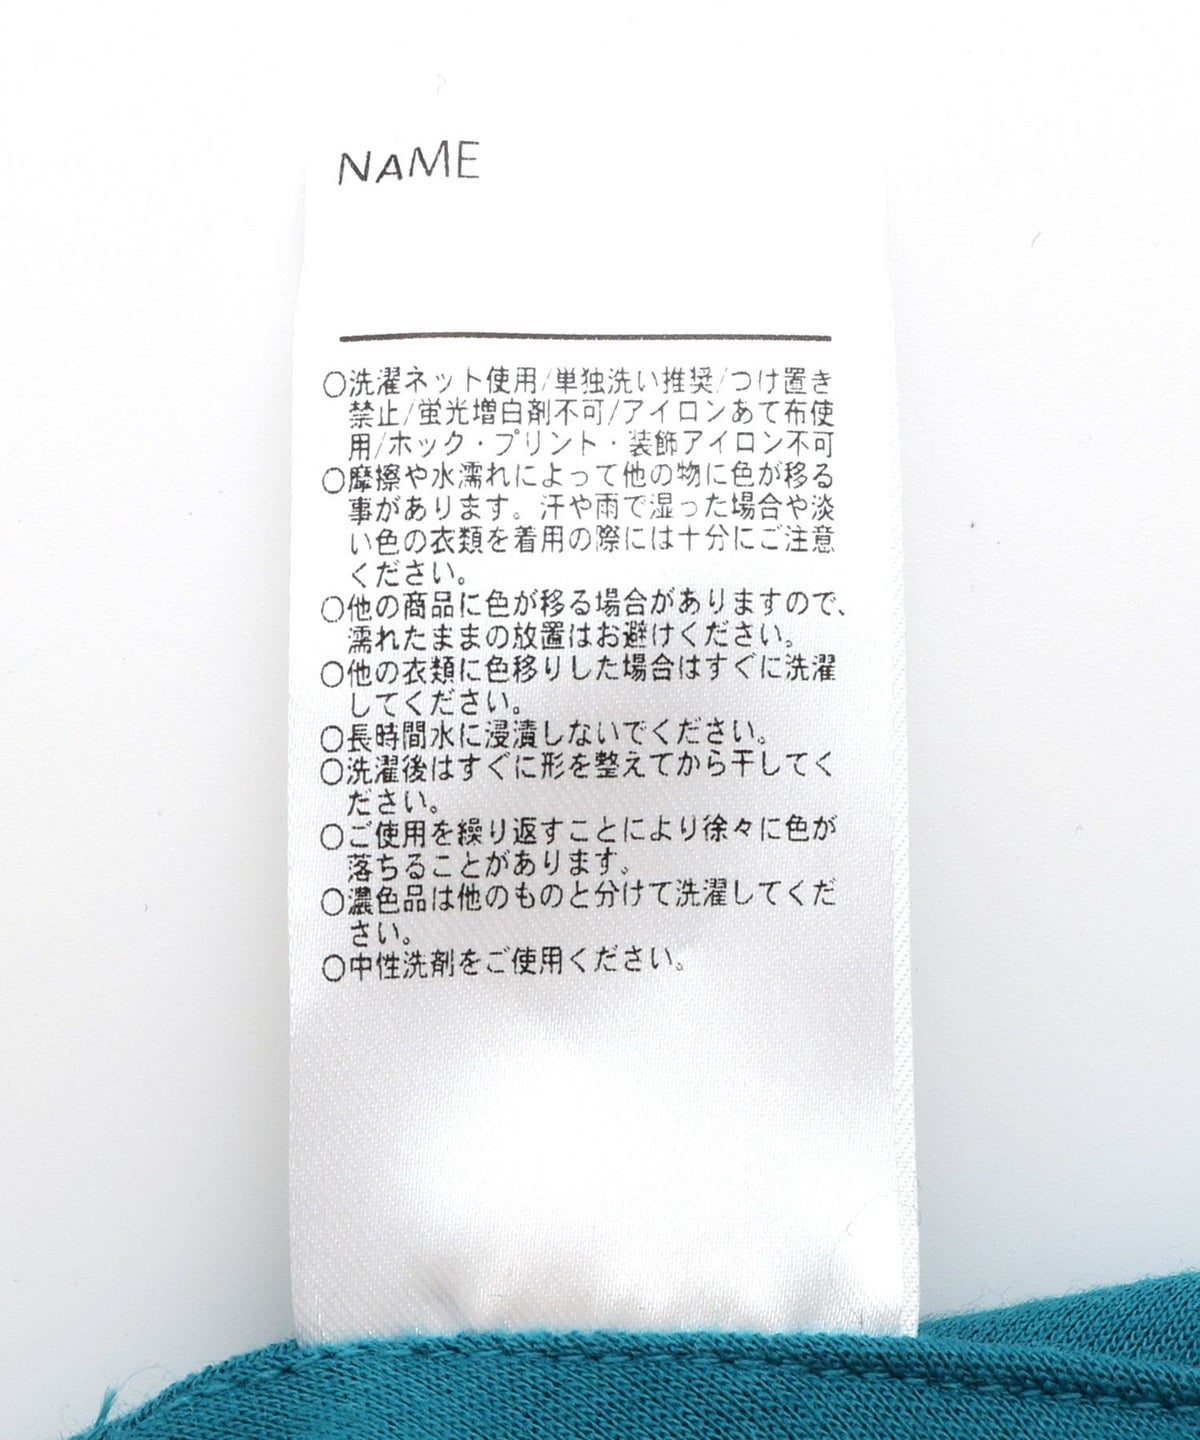 NAME
○洗濯ネット使用/単独洗い推奨/つけ置き
禁止/蛍光増白剤不可/アイロンあて布使
用/ホック・プリント・装飾アイロン不可
○摩擦や水濡れによって他の物に色が移る
事があります。汗や雨で湿った場合や淡
い色の衣類を着用の際には十分にご注意
ください。
○他の商品に色が移る場合がありますので、
濡れたままの放置はお避けください。
○他の衣類に色移りした場合はすぐに洗濯
してください。
○長時間水に浸漬しないでください。
○洗濯後はすぐに形を整えてから干してく
ださい。
○ご使用を繰り返すことにより徐々に色が
落ちることがあります。
○濃色品は他のものと分けて洗濯してくだ
さい。
○中性洗剤をご使用ください。